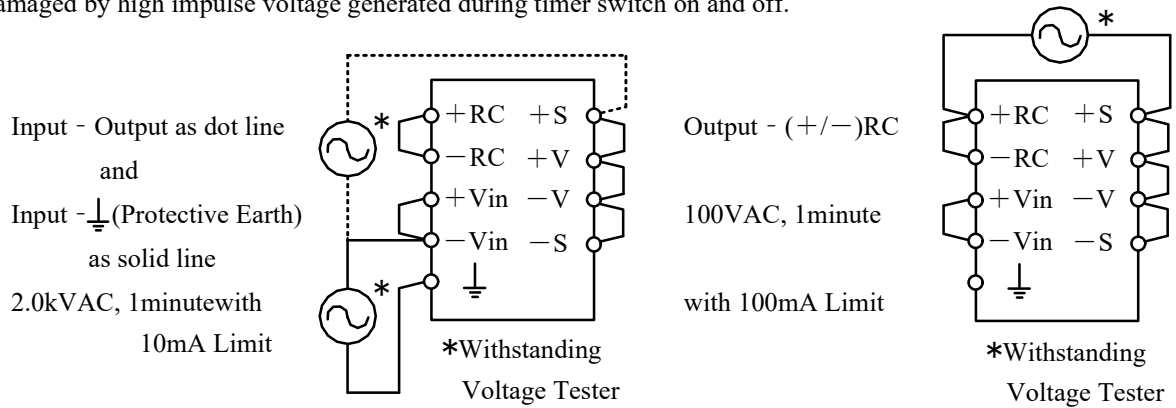 amaged by high impulse voltage generated during timer switch on and off.
Input - Output as dot line
and
Input -⏚(Protective Earth)
as solid line
2.0kVAC, 1minutewith
10mA Limit
*
*
+RC +S
-RC +V
+Vin -V
-Vin -S
*Withstanding
Voltage Tester
Output - (+/-)RC
100VAC, 1minute
with 100mA Limit
*
+RC +S
-RC +V
+Vin -V
-Vin -S
*Withstanding
Voltage Tester